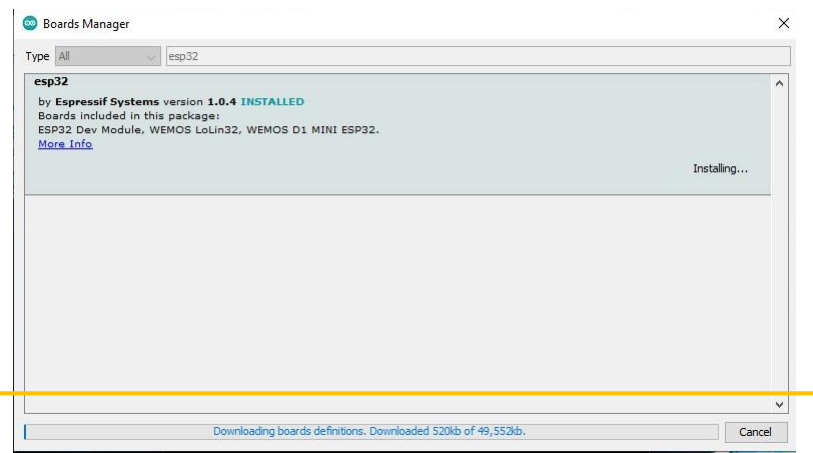 Boards Manager
Type All esp32
esp32
by Espressif Systems version 1.0.4 INSTALLED
Boards included in this package:
ESP32 Dev Module, WEMOS LoLin32, WEMOS D1 MINI ESP32.
More Info
Installing...
Downloading boards definitions. Downloaded 520kb of 49,552kb.
Cancel